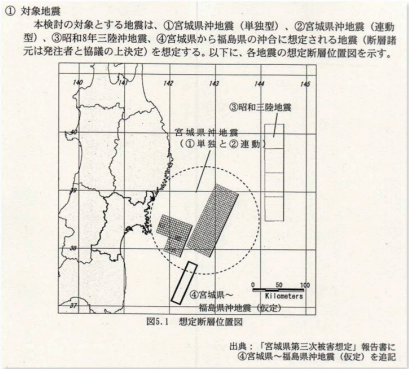 ① 対象地震
本検討の対象とする地震は、①宮城県沖地震（単独型）、②宮城県沖地震（連動
型）、③昭和8年三陸沖地震、④宮城県から福島県の沖合に想定される地震（断層諸
元は発注者と協議の上決定）を想定する。以下に、各地震の想定断層位置図を示す。
140 141 142 143 144
③昭和三陸地震
宮城県沖地震
（①単独と②連動）
39
38
37
0 50 100
Kilometers
④宮城県～
福島県沖地震（仮定）
図5.1 想定断層位置図
出典：「宮城県第三次被害想定」報告書に
④宮城県～福島県沖地震（仮定）を追記